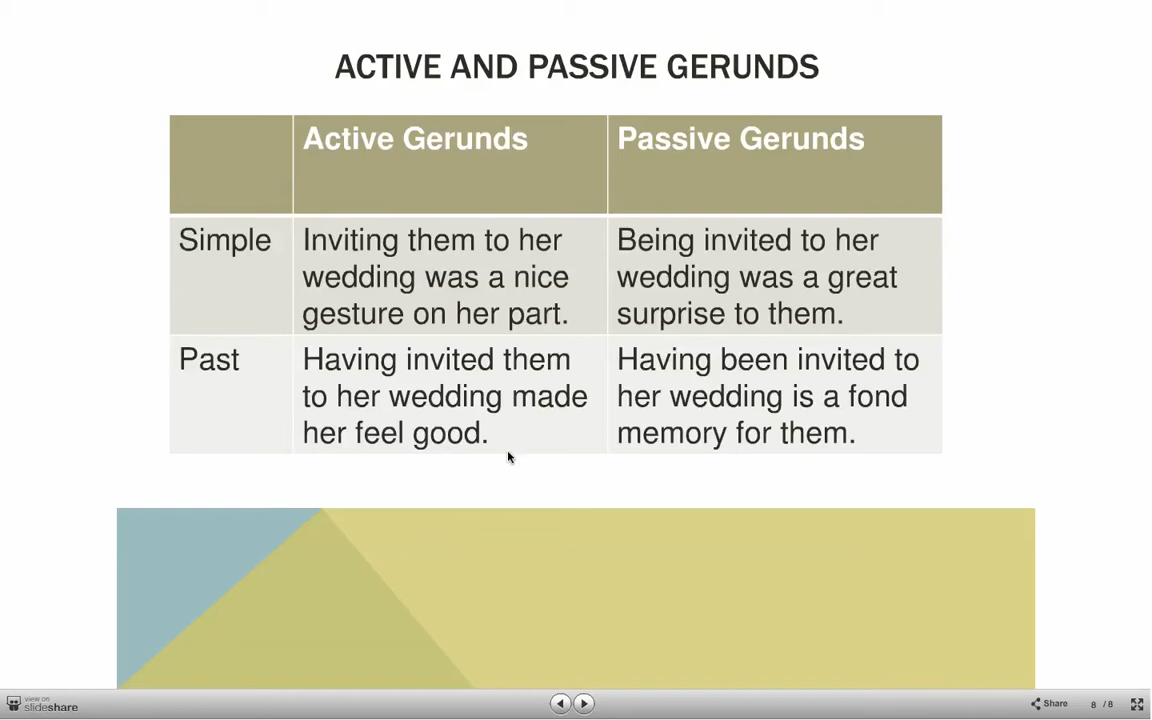 ACTIVE AND PASSIVE GERUNDS
Active Gerunds
Passive Gerunds
Simple
Inviting them to her
wedding was a nice
gesture on her part.
Being invited to her
wedding was a great
surprise to them.
Past
Having invited them
to her wedding made
her feel good.
Having been invited to
her wedding is a fond
memory for them.
view on
slideshare
Share
8 / 8